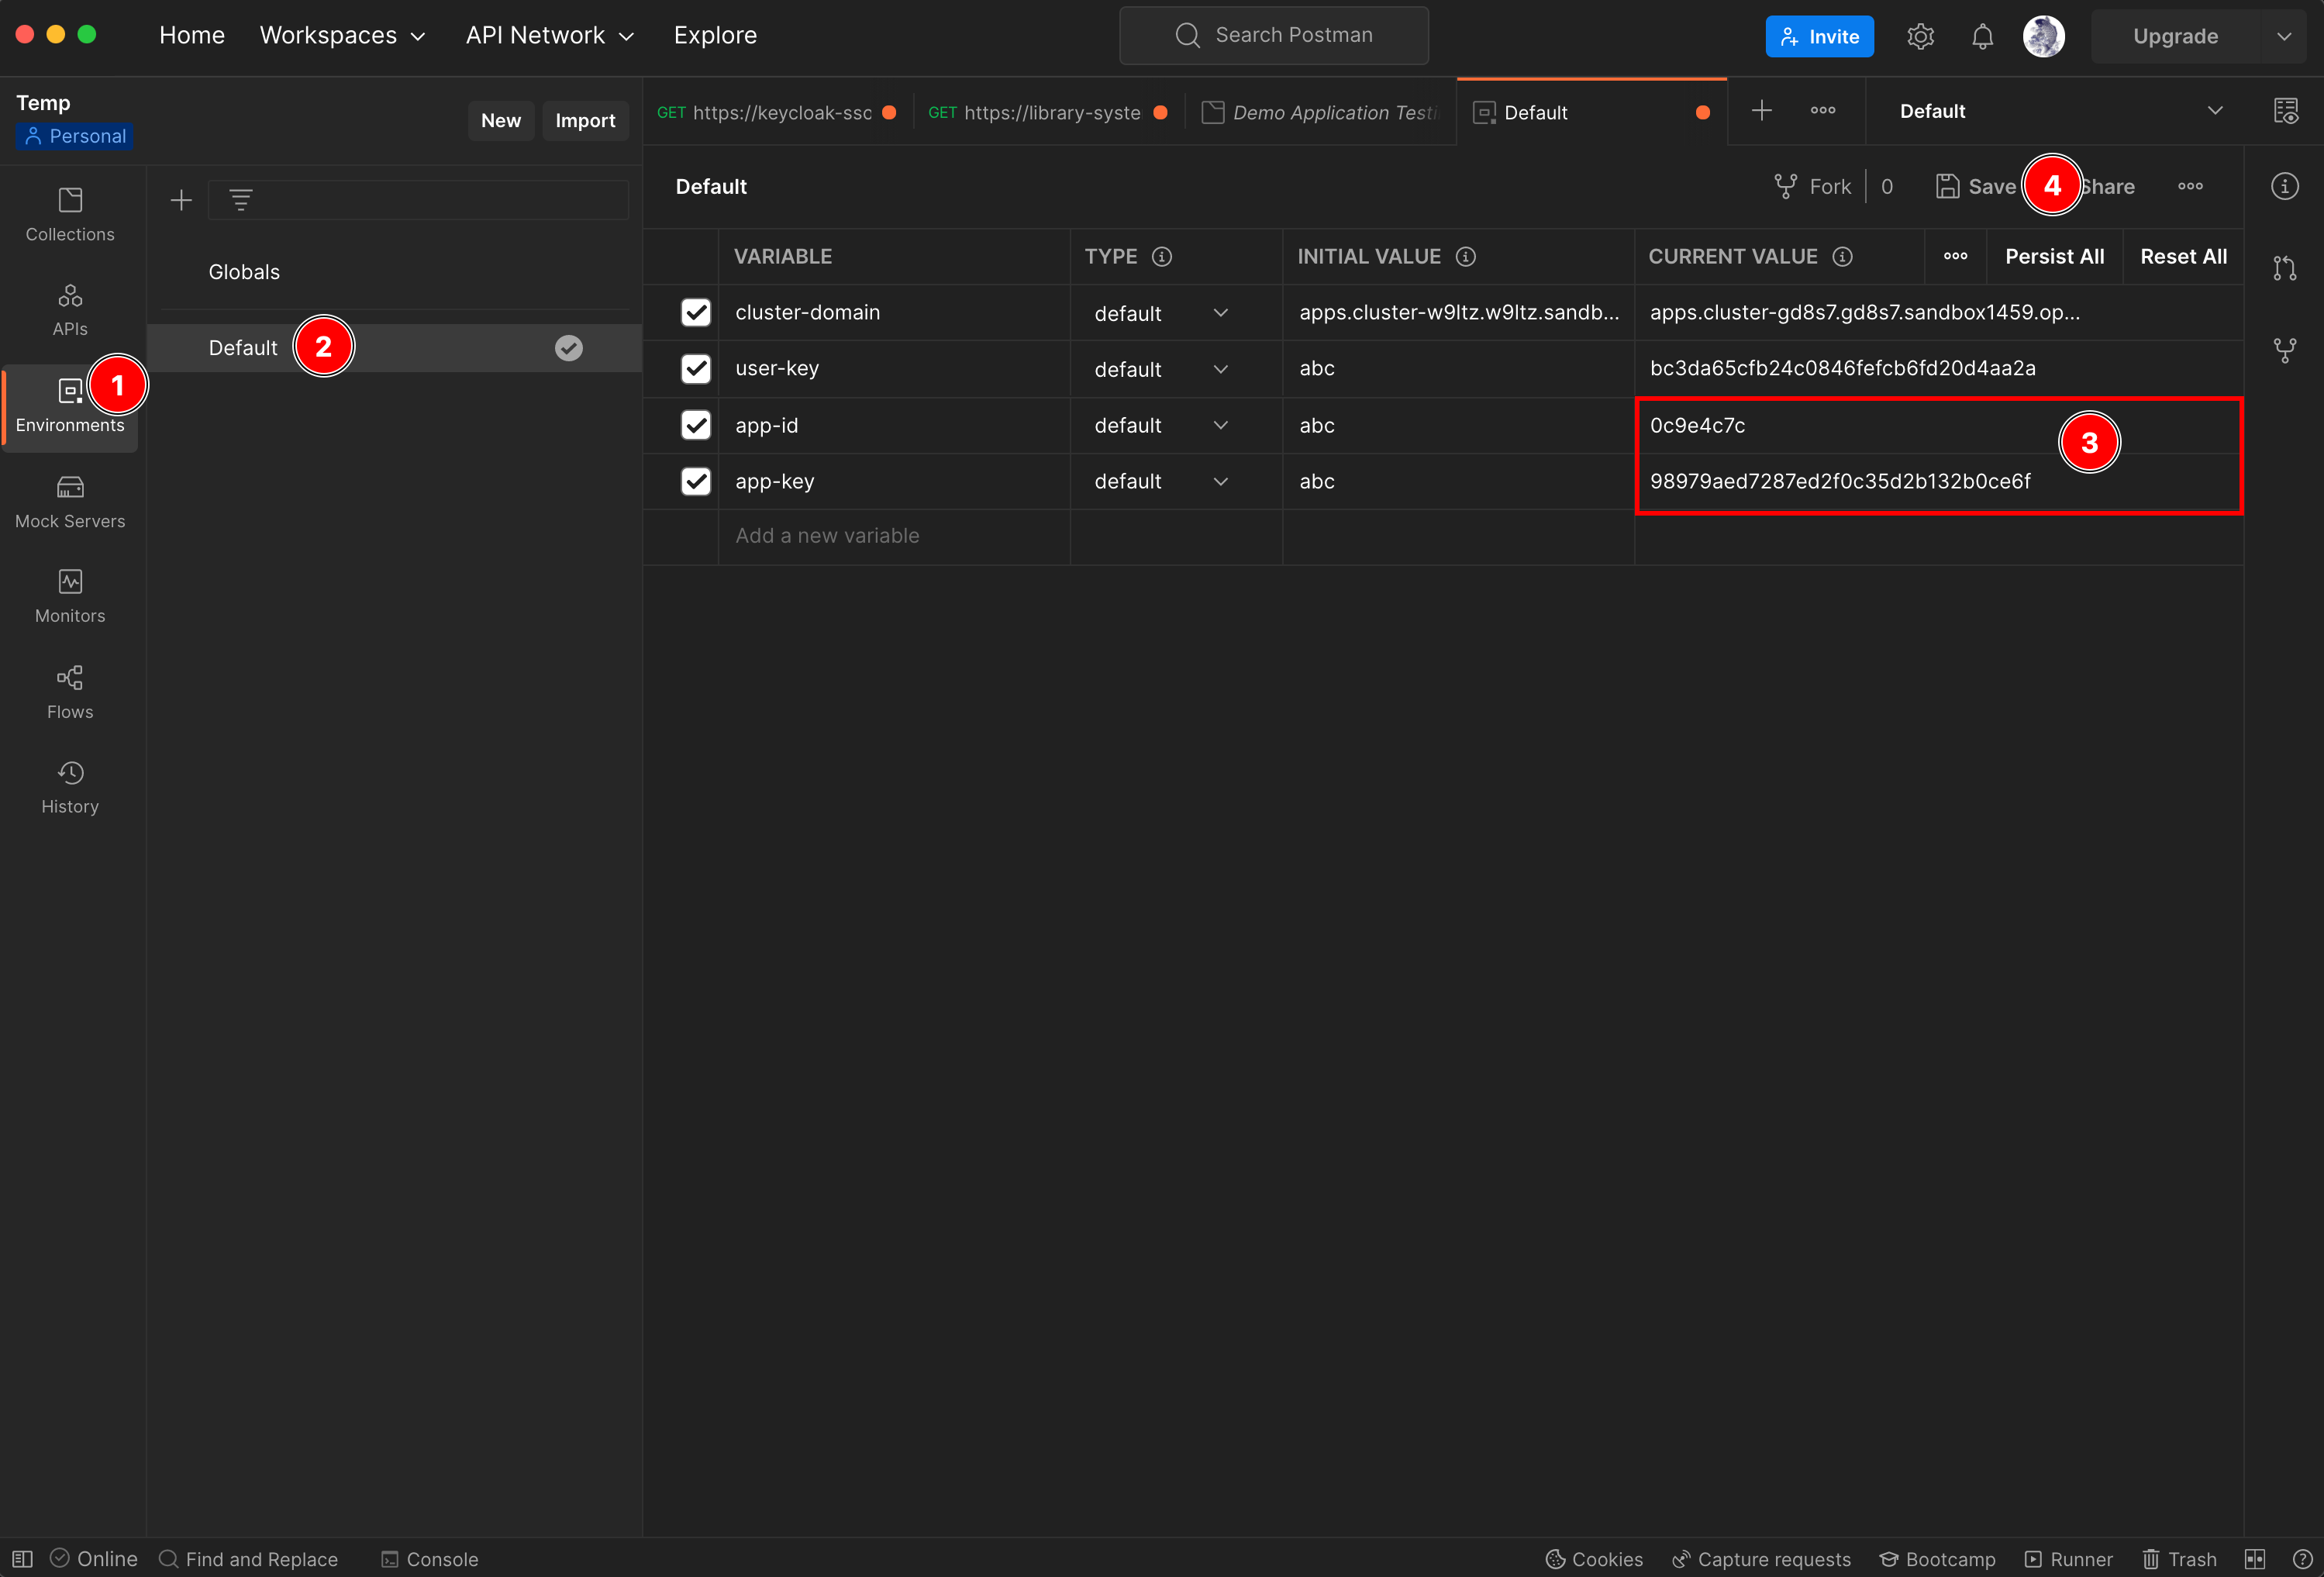 Home Workspaces API Network Explore Search Postman Invite Upgrade
Temp
Personal
New Import
GET https://keycloak-sso GET https://library-syste Demo Application Testi Default Default
Default Fork 0 Save 4 Share
Collections
Globals
APIs
Default 2
1
Environments
Mock Servers
Monitors
Flows
History
VARIABLE TYPE INITIAL VALUE CURRENT VALUE Persist All Reset All
cluster-domain default apps.cluster-w9ltz.w9ltz.sandb... apps.cluster-gd8s7.gd8s7.sandbox1459.op...
user-key default abc bc3da65cfb24c0846fefcb6fd20d4aa2a
app-id default abc 0c9e4c7c
3
app-key default abc 98979aed7287ed2f0c35d2b132b0ce6f
Add a new variable
Online Find and Replace Console Cookies Capture requests Bootcamp Runner Trash